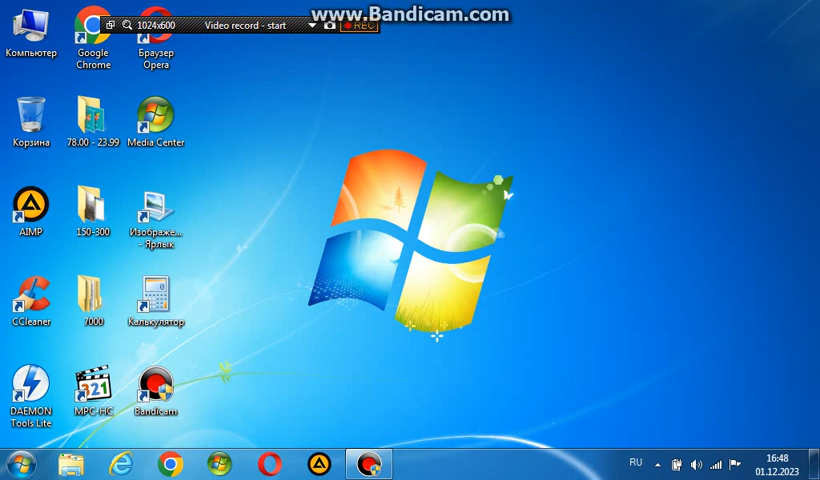 www.Bandicam.com
1024x600 Video record - start REC
Компьютер
Google Chrome
Браузер Opera
Корзина
78.00 - 23.99
Media Center
AIMP
150-300
Изображе... - Ярлык
CCleaner
7000
0
Калькулятор
DAEMON Tools Lite
321
MPC-HC
Bandicam
RU
16:48
01.12.2023